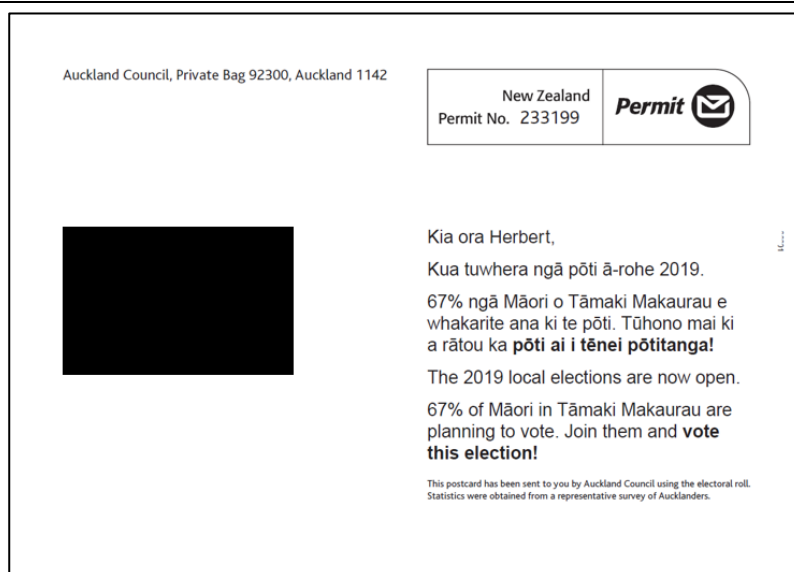 Auckland Council, Private Bag 92300, Auckland 1142
New Zealand
Permit No. 233199
Permit
Kia ora Herbert,
Kua tuwhera ngā pōti ā-rohe 2019.
67% ngā Māori o Tāmaki Makaurau e
whakarite ana ki te pōti. Tūhono mai ki
a rātou ka pōti ai i tēnei pōtitanga!
The 2019 local elections are now open.
67% of Māori in Tāmaki Makaurau are
planning to vote. Join them and vote
this election!
This postcard has been sent to you by Auckland Council using the electoral roll.
Statistics were obtained from a representative survey of Aucklanders.